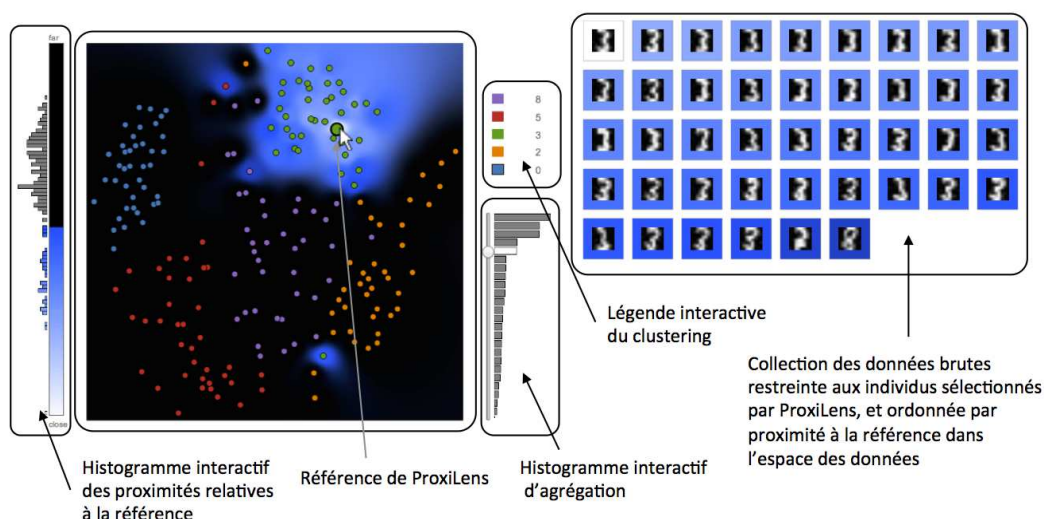 far
close
8
5
3
2
0
Légende interactive
du clustering
Collection des données brutes
restreinte aux individus sélectionnés
par ProxiLens, et ordonnée par
proximité à la référence dans
l'espace des données
Histogramme interactif
des proximités relatives
à la référence
Référence de ProxiLens
Histogramme interactif
d'agrégation